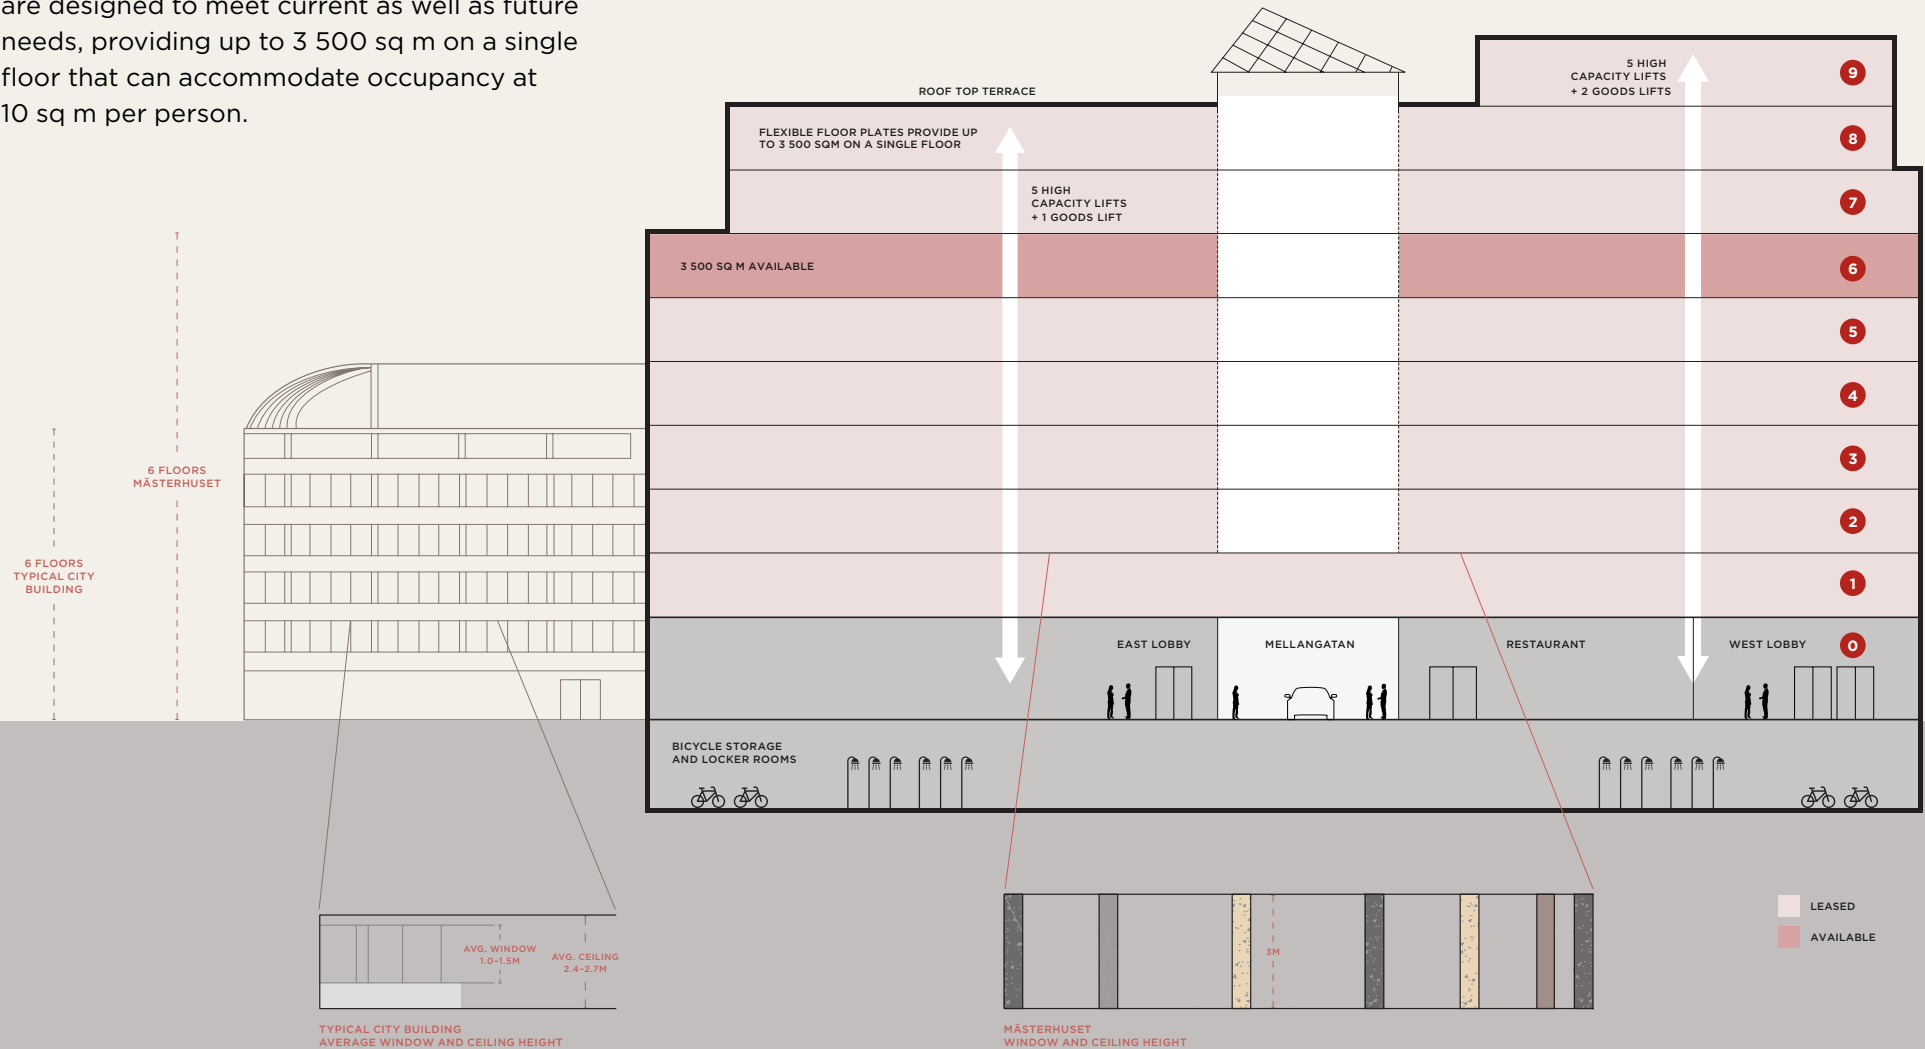 are designed to meet current as well as future
needs, providing up to 3 500 sq m on a single
floor that can accommodate occupancy at
10 sq m per person.
ROOF TOP TERRACE
5 HIGH
CAPACITY LIFTS
+ 2 GOODS LIFTS
9
FLEXIBLE FLOOR PLATES PROVIDE UP
TO 3 500 SQM ON A SINGLE FLOOR
8
5 HIGH
CAPACITY LIFTS
+ 1 GOODS LIFT
7
3 500 SQ M AVAILABLE
6
5
4
3
2
1
6 FLOORS
MÄSTERHUSET
6 FLOORS
TYPICAL CITY
BUILDING
EAST LOBBY
MELLANGATAN
RESTAURANT
WEST LOBBY
0
BICYCLE STORAGE
AND LOCKER ROOMS
AVG. WINDOW
1.0–1.5M
AVG. CEILING
2.4–2.7M
TYPICAL CITY BUILDING
AVERAGE WINDOW AND CEILING HEIGHT
3M
MÄSTERHUSET
WINDOW AND CEILING HEIGHT
LEASED
AVAILABLE